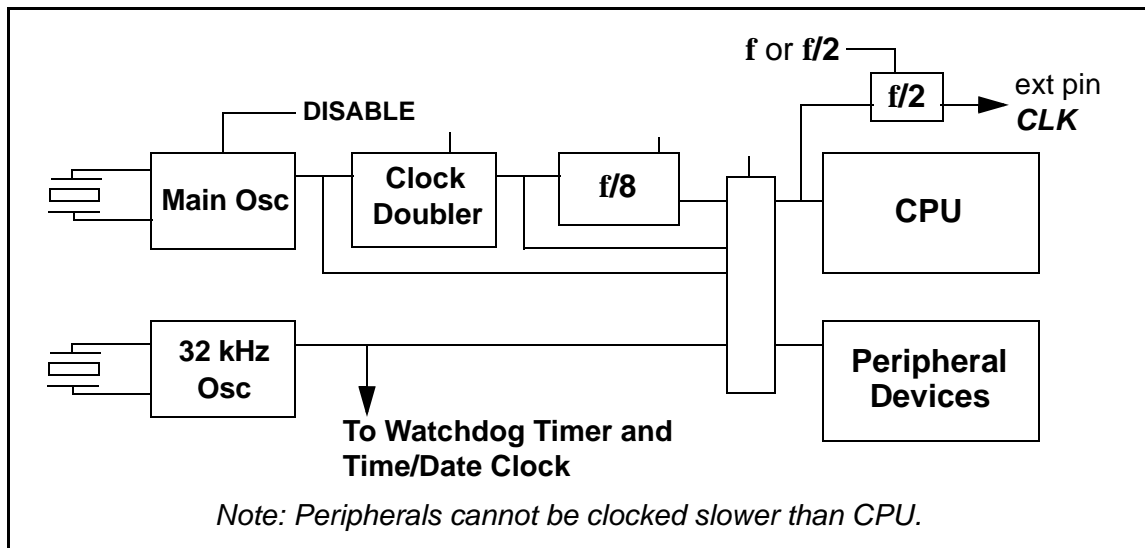 f or f/2
f/2
ext pin
CLK
DISABLE
Main Osc
Clock
Doubler
f/8
CPU
32 kHz
Osc
Peripheral
Devices
To Watchdog Timer and
Time/Date Clock
Note: Peripherals cannot be clocked slower than CPU.